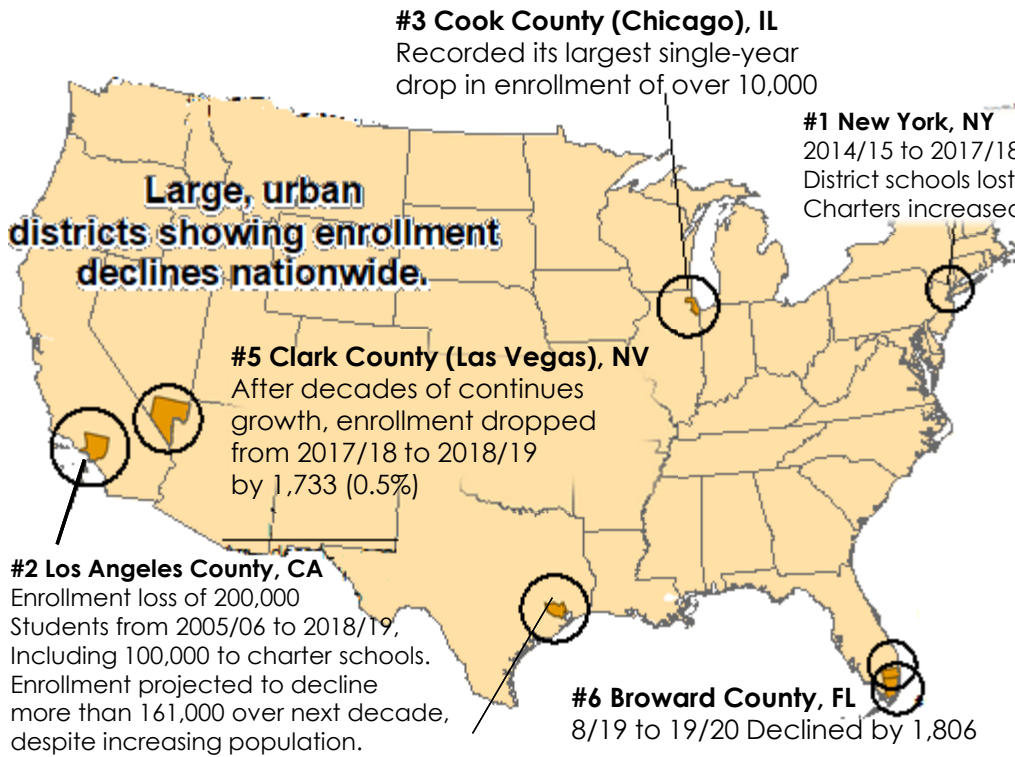 #3 Cook County (Chicago), IL
Recorded its largest single-year
drop in enrollment of over 10,000
#1 New York, NY
2014/15 to 2017/18
District schools lost
Charters increased
Large, urban
districts showing enrollment
declines nationwide.
#5 Clark County (Las Vegas), NV
After decades of continues
growth, enrollment dropped
from 2017/18 to 2018/19
by 1,733 (0.5%)
#2 Los Angeles County, CA
Enrollment loss of 200,000
Students from 2005/06 to 2018/19,
Including 100,000 to charter schools.
Enrollment projected to decline
more than 161,000 over next decade,
despite increasing population.
#6 Broward County, FL
8/19 to 19/20 Declined by 1,806